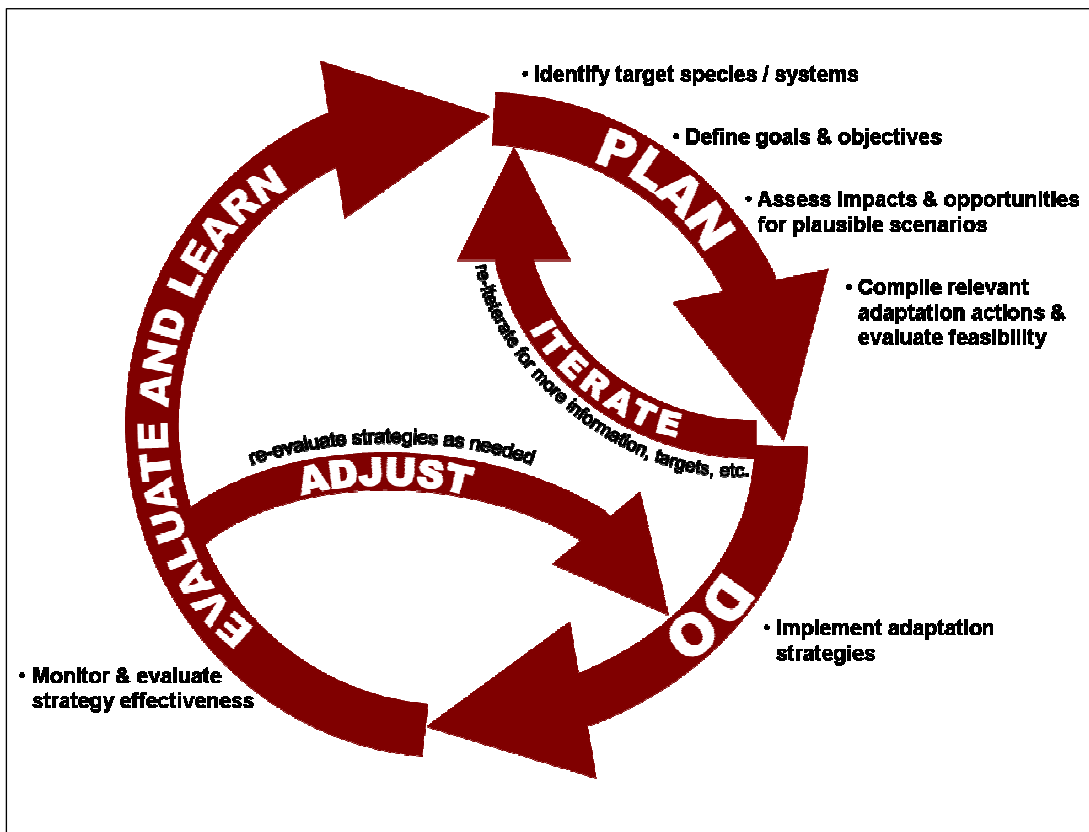 • Identify target species / systems
PLAN
• Define goals & objectives
• Assess impacts & opportunities
for plausible scenarios
• Compile relevant
adaptation actions &
evaluate feasibility
ITERATE
re-iterate for more information, targets, etc.
DO
• Implement adaptation
strategies
EVALUATE AND LEARN
• Monitor & evaluate
strategy effectiveness
re-evaluate strategies as needed
ADJUST